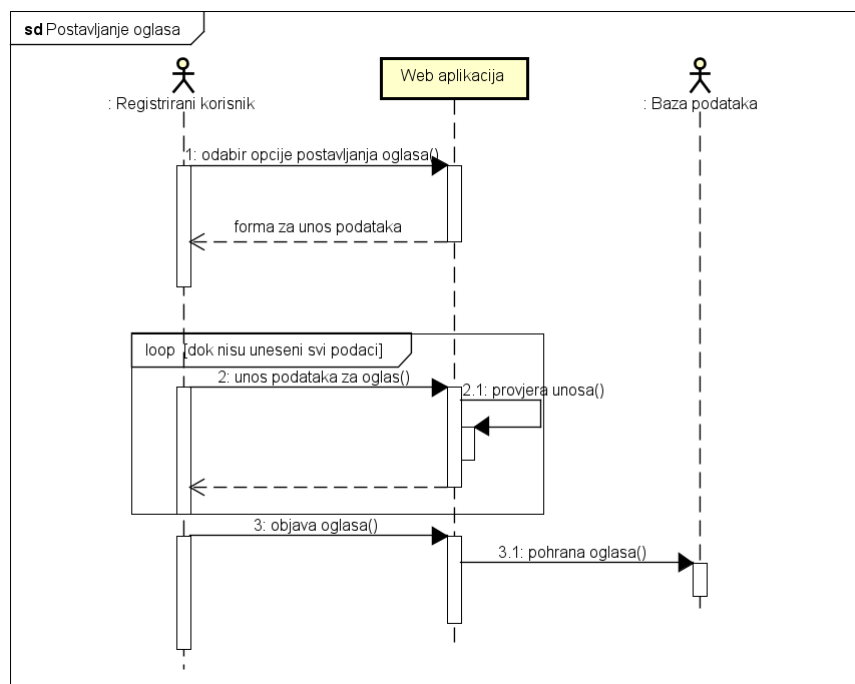 sd Postavljanje oglasa
: Registrirani korisnik
Web aplikacija
: Baza podataka
1: odabir opcije postavljanja oglasa()
forma za unos podataka
loop [dok nisu uneseni svi podaci]
2: unos podataka za oglas()
2.1: provjera unosa()
3: objava oglasa()
3.1: pohrana oglasa()